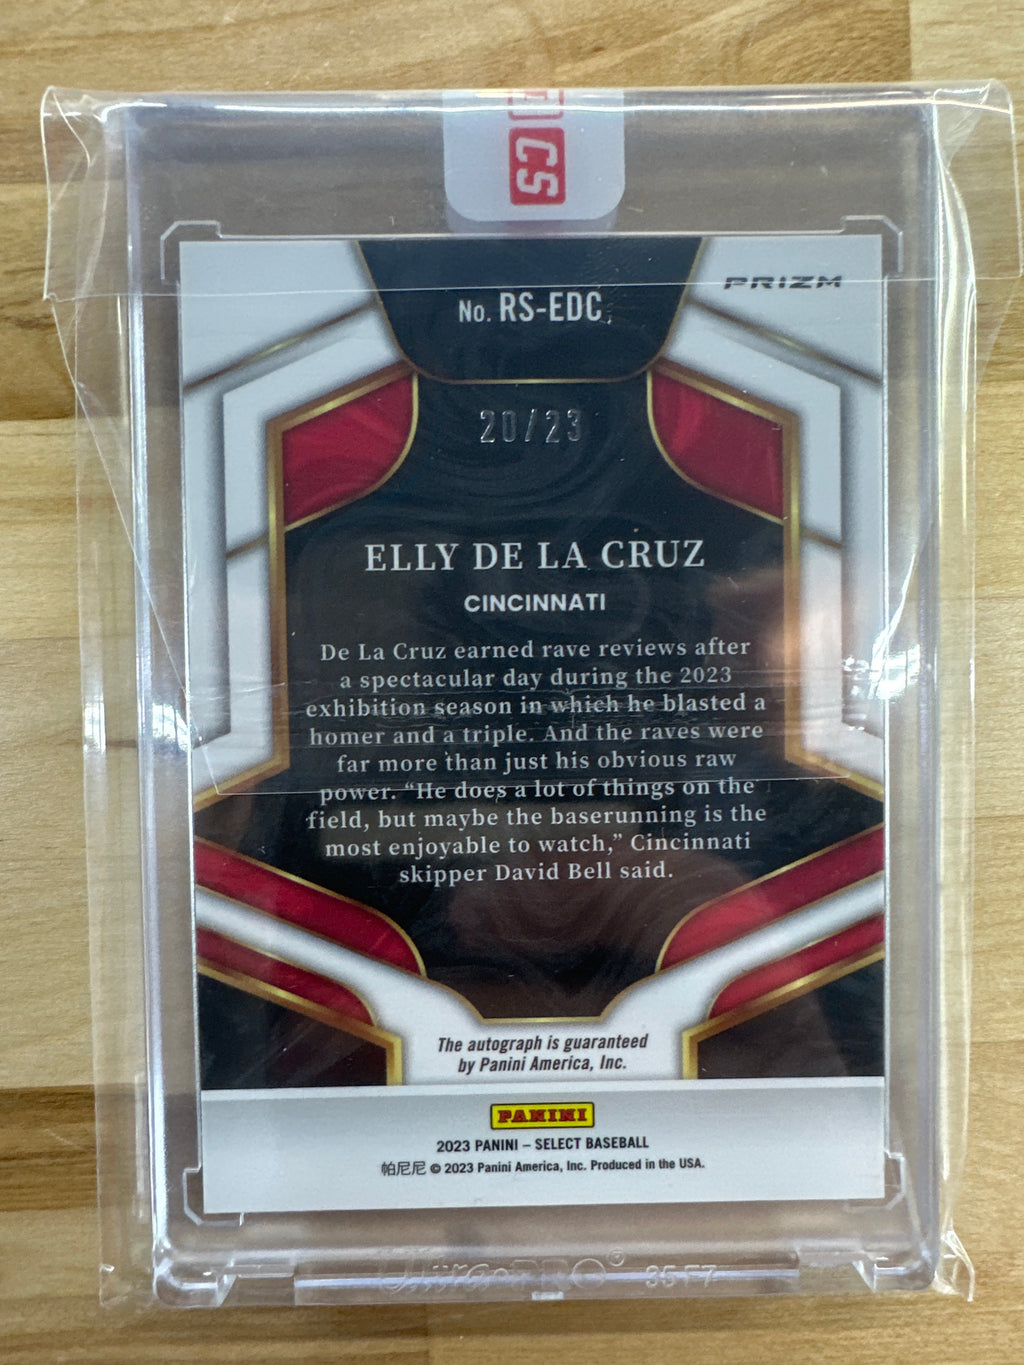 CS
PRIZM
No. RS-EDC
20/23
ELLY DE LA CRUZ
CINCINNATI
De La Cruz earned rave reviews after
a spectacular day during the 2023
exhibition season in which he blasted a
homer and a triple. And the raves were
far more than just his obvious raw
power. “He does a lot of things on the
field, but maybe the baserunning is the
most enjoyable to watch,” Cincinnati
skipper David Bell said.
The autograph is guaranteed
by Panini America, Inc.
PANINI
2023 PANINI – SELECT BASEBALL
帕尼尼 © 2023 Panini America, Inc. Produced in the USA.
UltraPRO®